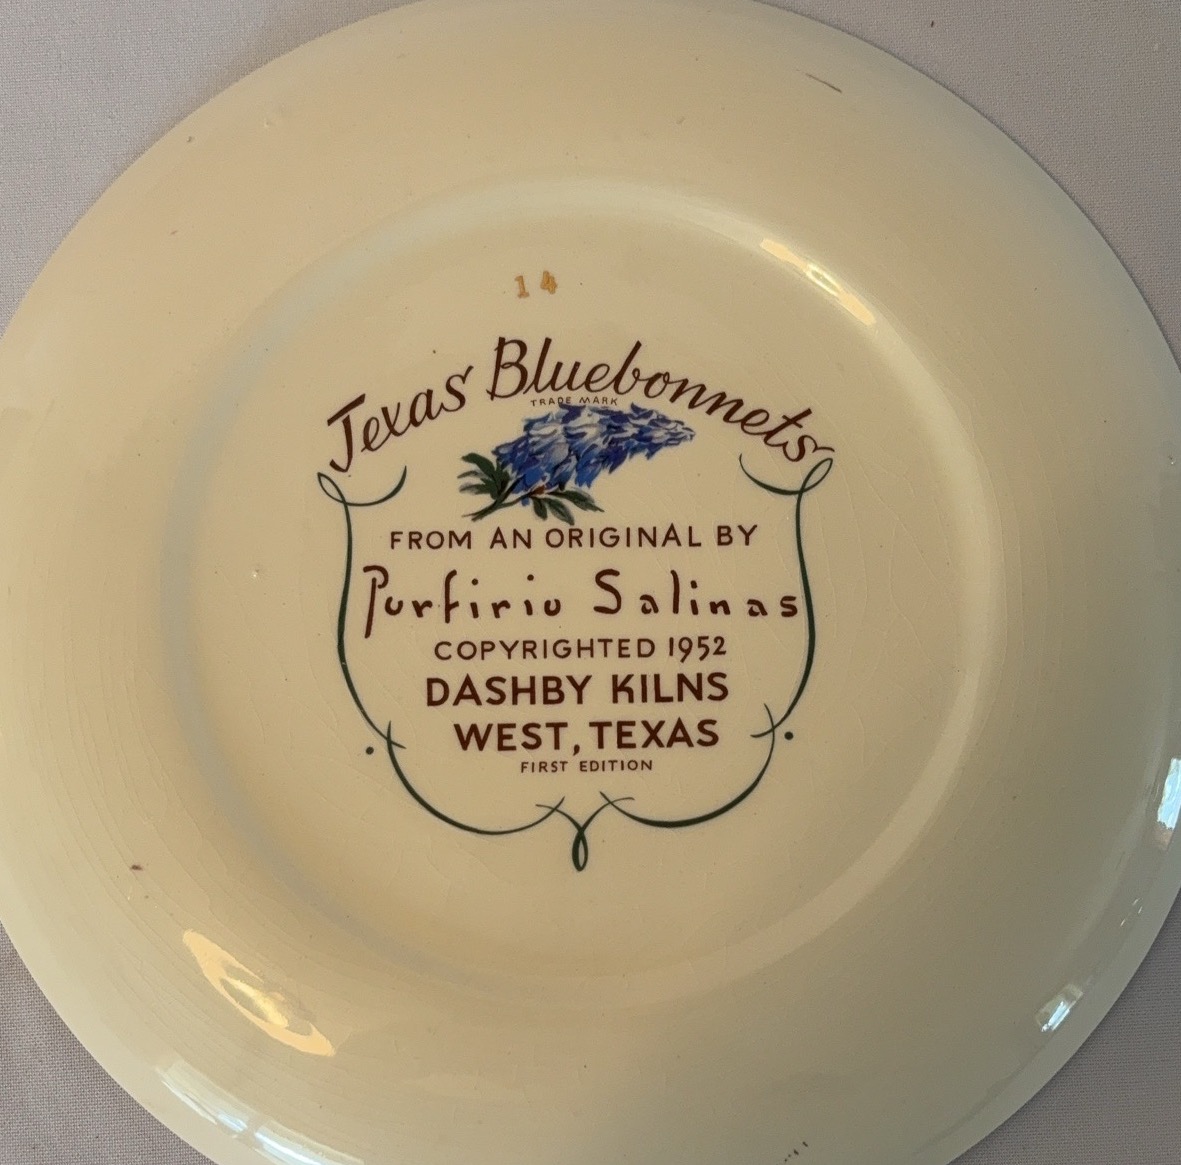 14
Texas Bluebonnets
TRADE MARK
FROM AN ORIGINAL BY
Porfirio Salinas
COPYRIGHTED 1952
DASHBY KILNS
WEST, TEXAS
FIRST EDITION